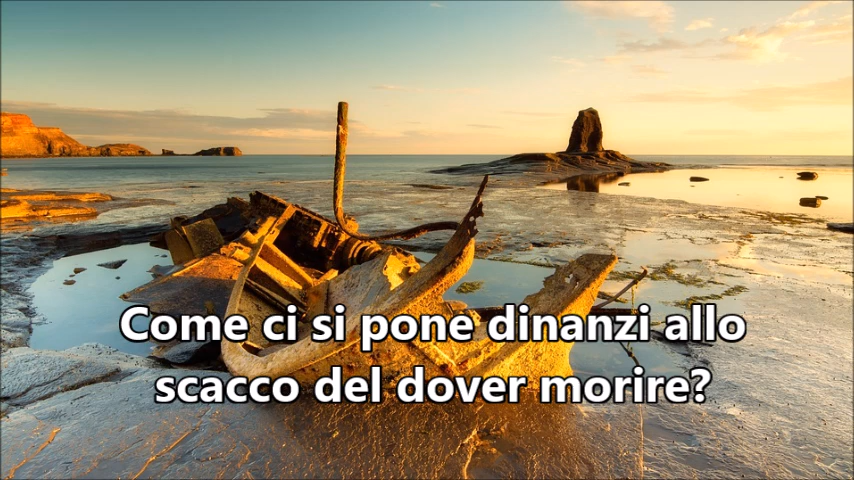 Come ci si pone dinanzi allo
scacco del dover morire?